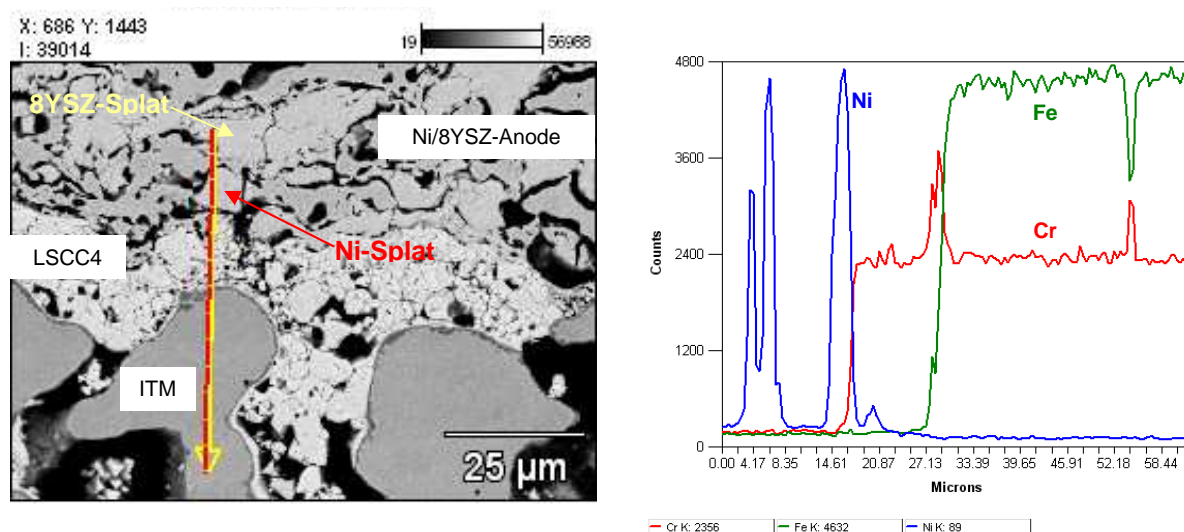 X: 686 Y: 1443
I: 39014
19 56988
8YSZ-Splat
Ni/8YSZ-Anode
LSCC4
Ni-Splat
ITM
25 µm
4800
3600
2400
1200
0
Counts
Ni
Fe
Cr
0.00 4.17 8.35 14.61 20.87 27.13 33.39 39.65 45.91 52.18 58.44
Microns
Cr K: 2356 Fe K: 4632 Ni K: 89